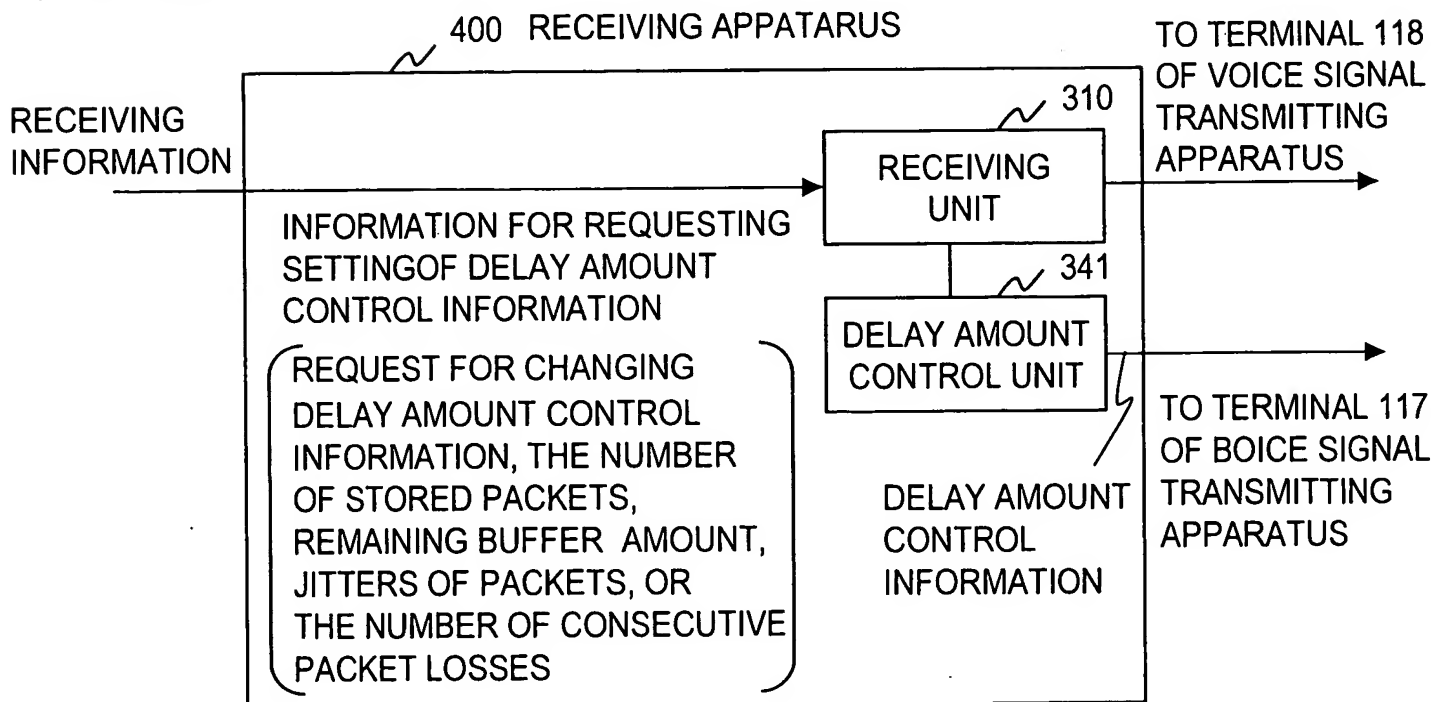 400 RECEIVING APPATARUS
TO TERMINAL 118
OF VOICE SIGNAL
TRANSMITTING
APPARATUS
RECEIVING
INFORMATION
310
RECEIVING
UNIT
INFORMATION FOR REQUESTING
SETTINGOF DELAY AMOUNT
CONTROL INFORMATION
341
DELAY AMOUNT
CONTROL UNIT
REQUEST FOR CHANGING
DELAY AMOUNT CONTROL
INFORMATION, THE NUMBER
OF STORED PACKETS,
REMAINING BUFFER AMOUNT,
JITTERS OF PACKETS, OR
THE NUMBER OF CONSECUTIVE
PACKET LOSSES
DELAY AMOUNT
CONTROL
INFORMATION
TO TERMINAL 117
OF BOICE SIGNAL
TRANSMITTING
APPARATUS